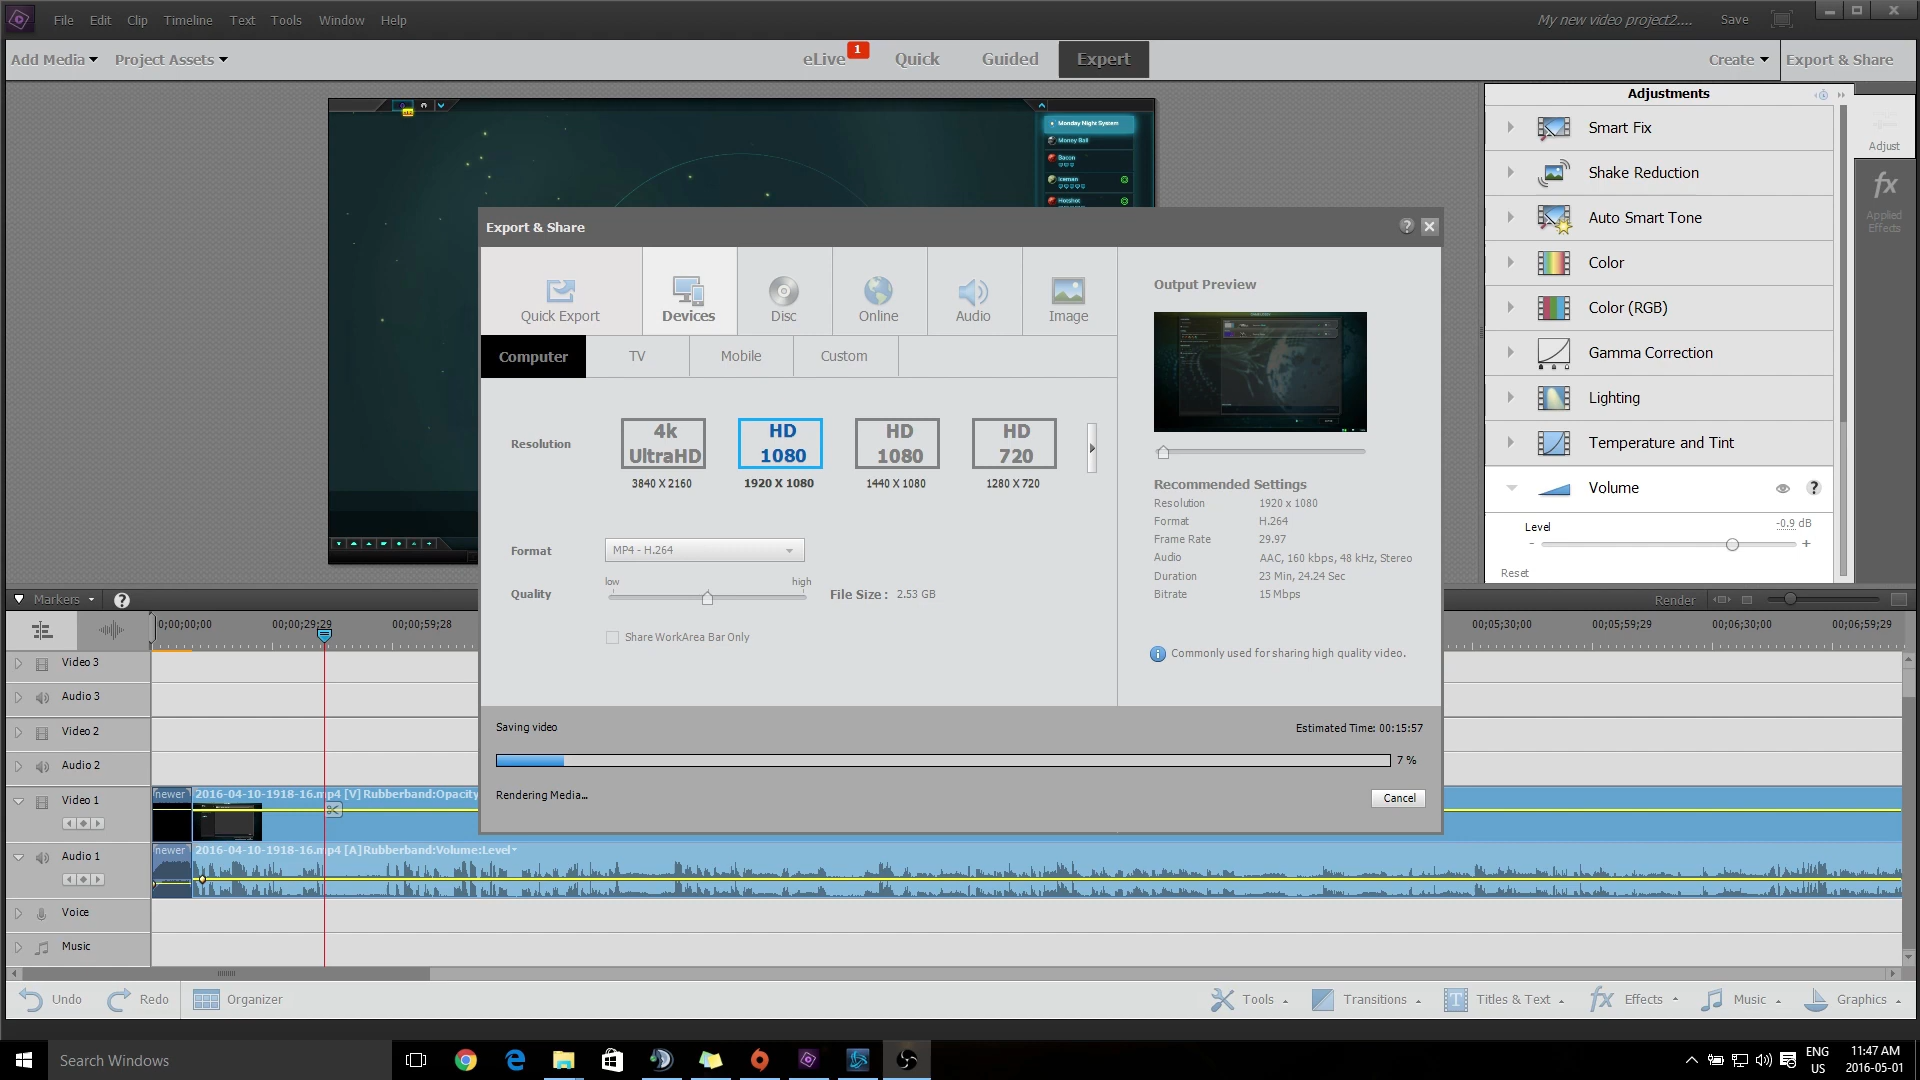 File Edit Clip Timeline Text Tools Window Help
My new video project2.... Save
Add Media Project Assets
eLive 1 Quick Guided Expert
Create Export & Share
Monday Night System
Money Ball
Bacon
Iceman
Hotshot
Adjustments
Smart Fix
Shake Reduction
Auto Smart Tone
Color
Color (RGB)
Gamma Correction
Lighting
Temperature and Tint
Volume ?
Level -0.9 dB
- +
Reset
Adjust
fx
Applied
Effects
Export & Share ?
Quick Export Devices Disc Online Audio Image
Computer TV Mobile Custom
Resolution
4k
UltraHD
3840 X 2160
HD
1080
1920 X 1080
HD
1080
1440 X 1080
HD
720
1280 X 720
Format MP4 - H.264
low high
Quality File Size : 2.53 GB
Share WorkArea Bar Only
Output Preview
Recommended Settings
Resolution 1920 x 1080
Format H.264
Frame Rate 29.97
Audio AAC, 160 kbps, 48 kHz, Stereo
Duration 23 Min, 24.24 Sec
Bitrate 15 Mbps
Commonly used for sharing high quality video.
Saving video Estimated Time: 00:15:57
7 %
Rendering Media...
Cancel
Markers ? Render
0;00;00;00 00;00;29;29 00;00;59;28 00;05;30;00 00;05;59;29 00;06;30;00 00;06;59;29
Video 3
Audio 3
Video 2
Audio 2
Video 1
newer 2016-04-10-1918-16.mp4 [V] Rubberband:Opacity
Audio 1
newer 2016-04-10-1918-16.mp4 [A]Rubberband:Volume:Level
Voice
Music
Undo Redo Organizer
Tools Transitions Titles & Text Effects Music Graphics
Search Windows
ENG
US
11:47 AM
2016-05-01